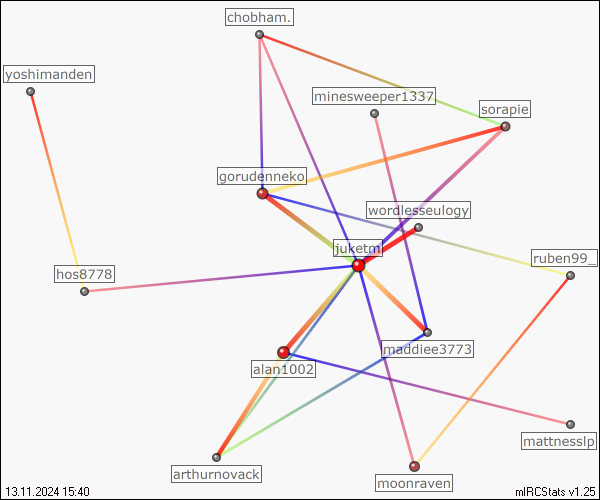 chobham.
yoshimanden
minesweeper1337
sorapie
gorudenneko
wordlesseulogy
juketm
ruben99_
hos8778
maddiee3773
alan1002
mattnesslp
arthurnovack
moonraven
13.11.2024 15:40
mIRCStats v1.25